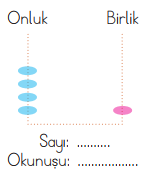 Onluk Birlik
Sayı: ..........
Okunuşu: ..................